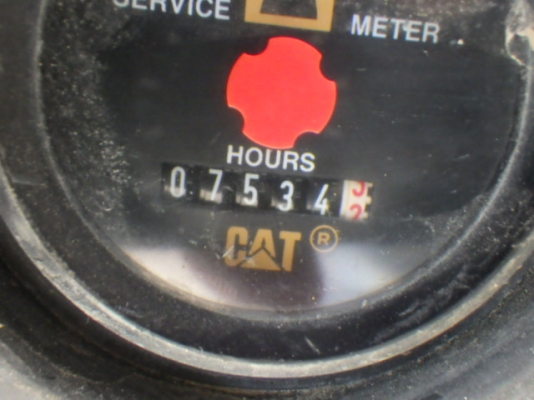 SERVICE METER
HOURS
07534
CAT ®